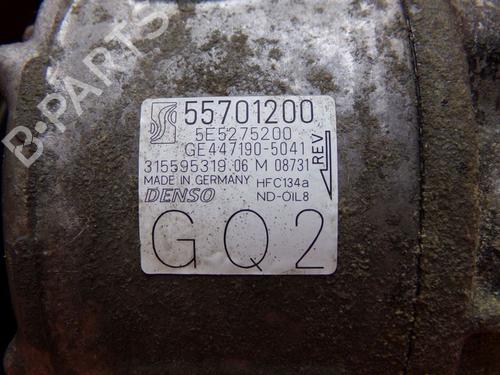 B-PARTS
55701200
5E5275200
GE447190-5041
315595319 06 M 08731
MADE IN GERMANY HFC134a
DENSO ND-OIL8
REV
GQ2